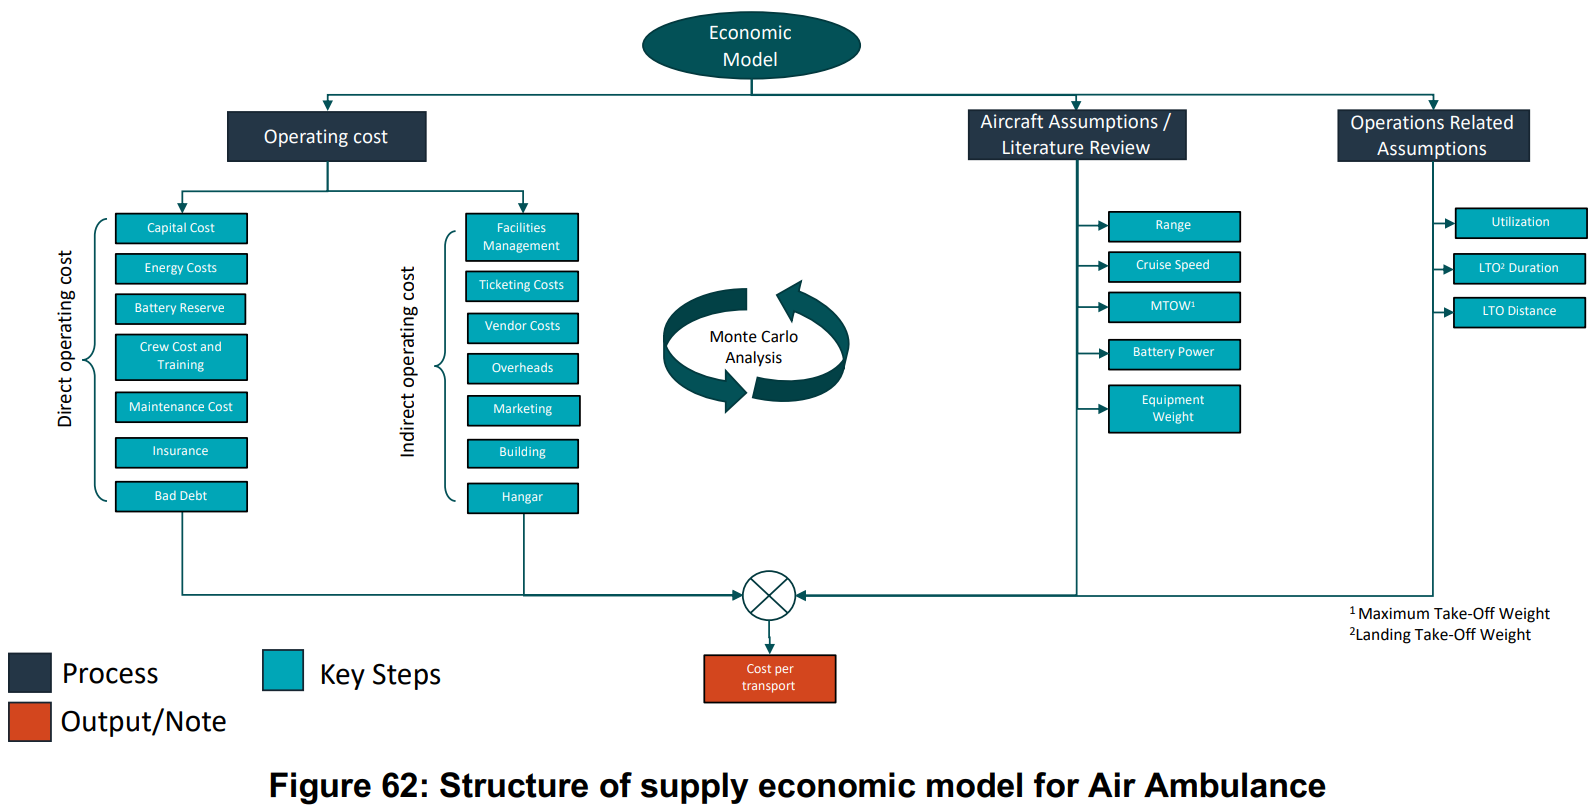 Economic
Model
Operating cost
Aircraft Assumptions /
Literature Review
Operations Related
Assumptions
Direct operating cost
Capital Cost
Energy Costs
Battery Reserve
Crew Cost and
Training
Maintenance Cost
Insurance
Bad Debt
Indirect operating cost
Facilities
Management
Ticketing Costs
Vendor Costs
Overheads
Marketing
Building
Hangar
Monte Carlo
Analysis
Range
Cruise Speed
MTOW¹
Battery Power
Equipment
Weight
Utilization
LTO² Duration
LTO Distance
¹ Maximum Take-Off Weight
²Landing Take-Off Weight
Cost per
transport
Process
Key Steps
Output/Note
Figure 62: Structure of supply economic model for Air Ambulance